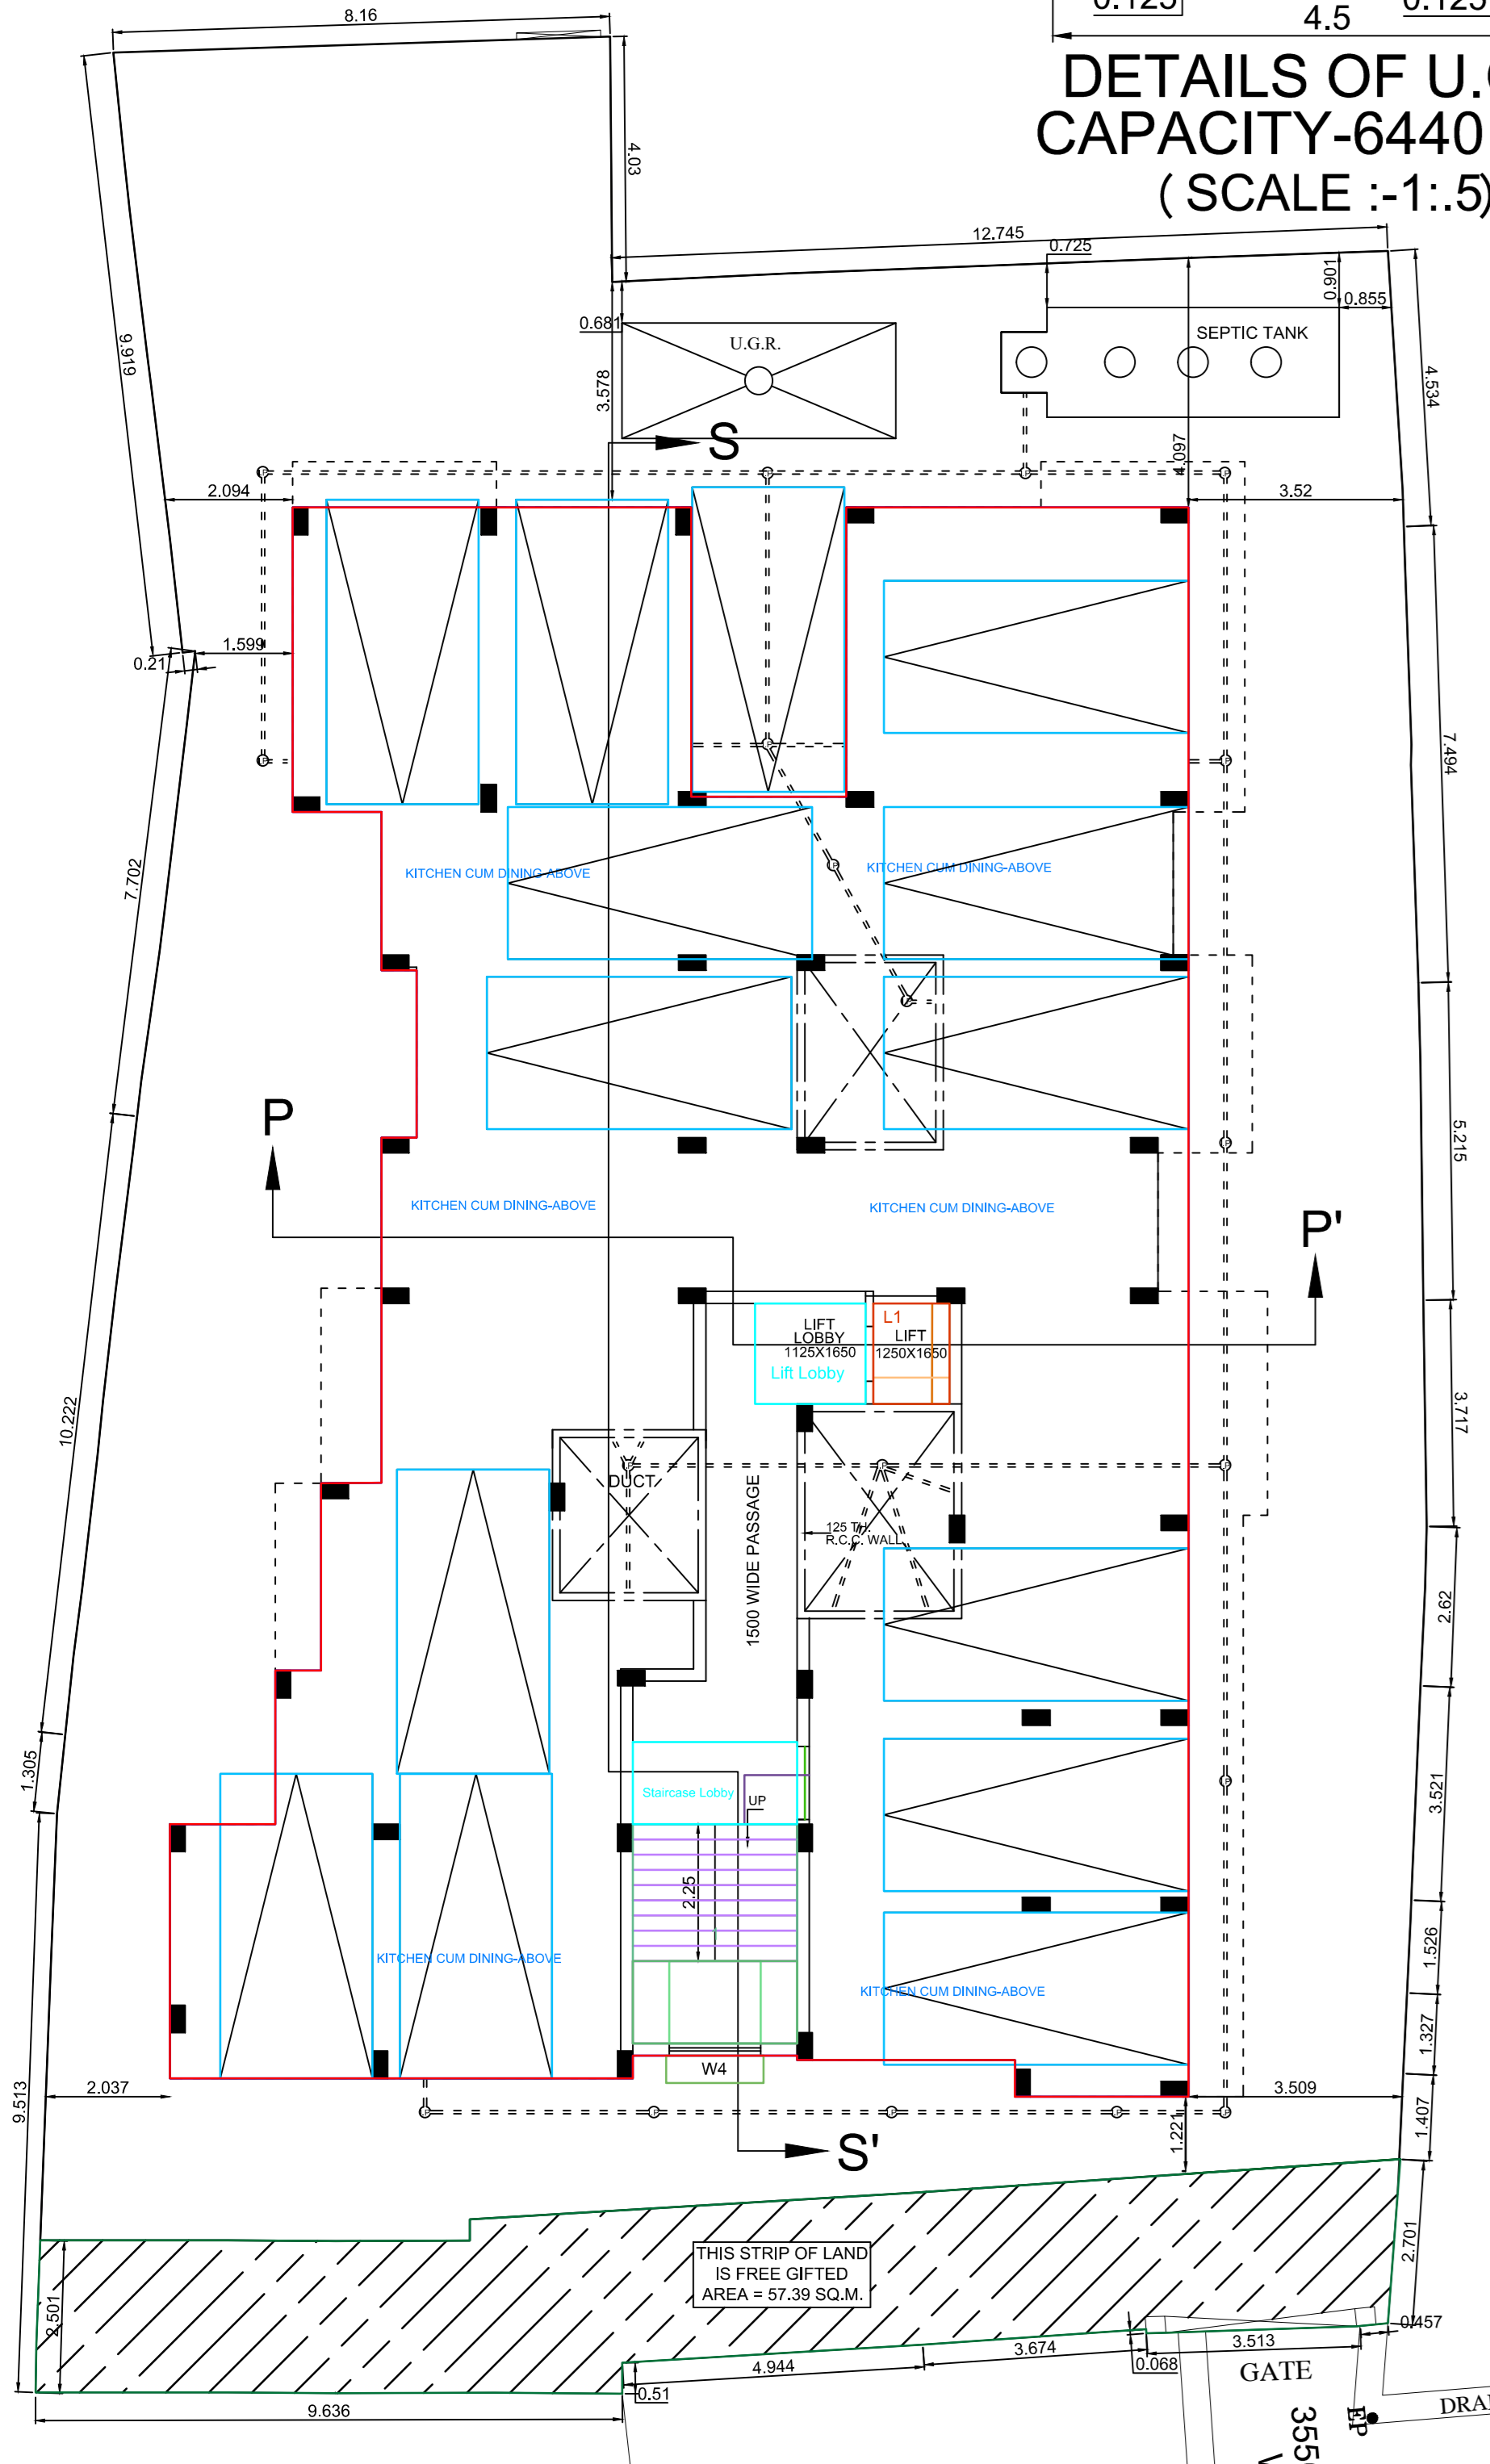 0.125
0.125
4.5
DETAILS OF U.
CAPACITY-6440
( SCALE :-1:.5)
8.16
4.03
12.745
0.725
0.901
0.855
9.919
0.681
U.G.R.
SEPTIC TANK
3.578
4.534
S
4.097
2.094
3.52
1.599
0.21
7.494
7.702
KITCHEN CUM DINING-ABOVE
KITCHEN CUM DINING-ABOVE
P
5.215
KITCHEN CUM DINING-ABOVE
KITCHEN CUM DINING-ABOVE
P'
L1
LIFT
LOBBY
1125X1650
LIFT
1250X1650
Lift Lobby
10.222
3.717
DUCT
1500 WIDE PASSAGE
125 TH.
R.C.C. WALL
2.62
1.305
Staircase Lobby
UP
3.521
2.25
KITCHEN CUM DINING-ABOVE
KITCHEN CUM DINING-ABOVE
1.526
1.327
W4
9.513
2.037
3.509
1.407
1.221
S'
THIS STRIP OF LAND
IS FREE GIFTED
AREA = 57.39 SQ.M.
2.701
2.501
0.457
3.674
3.513
0.068
4.944
GATE
0.51
9.636
EP
355